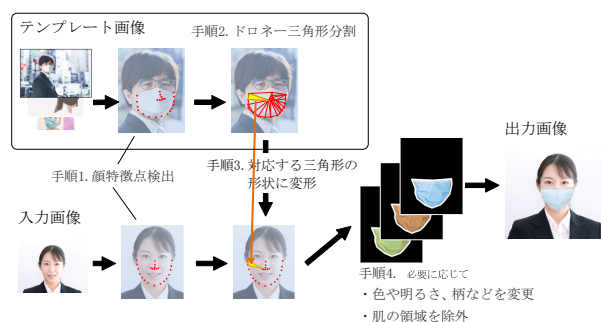 テンプレート画像
手順2. ドロネー三角形分割
手順1. 顔特徴点検出
手順3. 対応する三角形の
形状に変形
入力画像
出力画像
手順4. 必要に応じて
・色や明るさ、柄などを変更
・肌の領域を除外